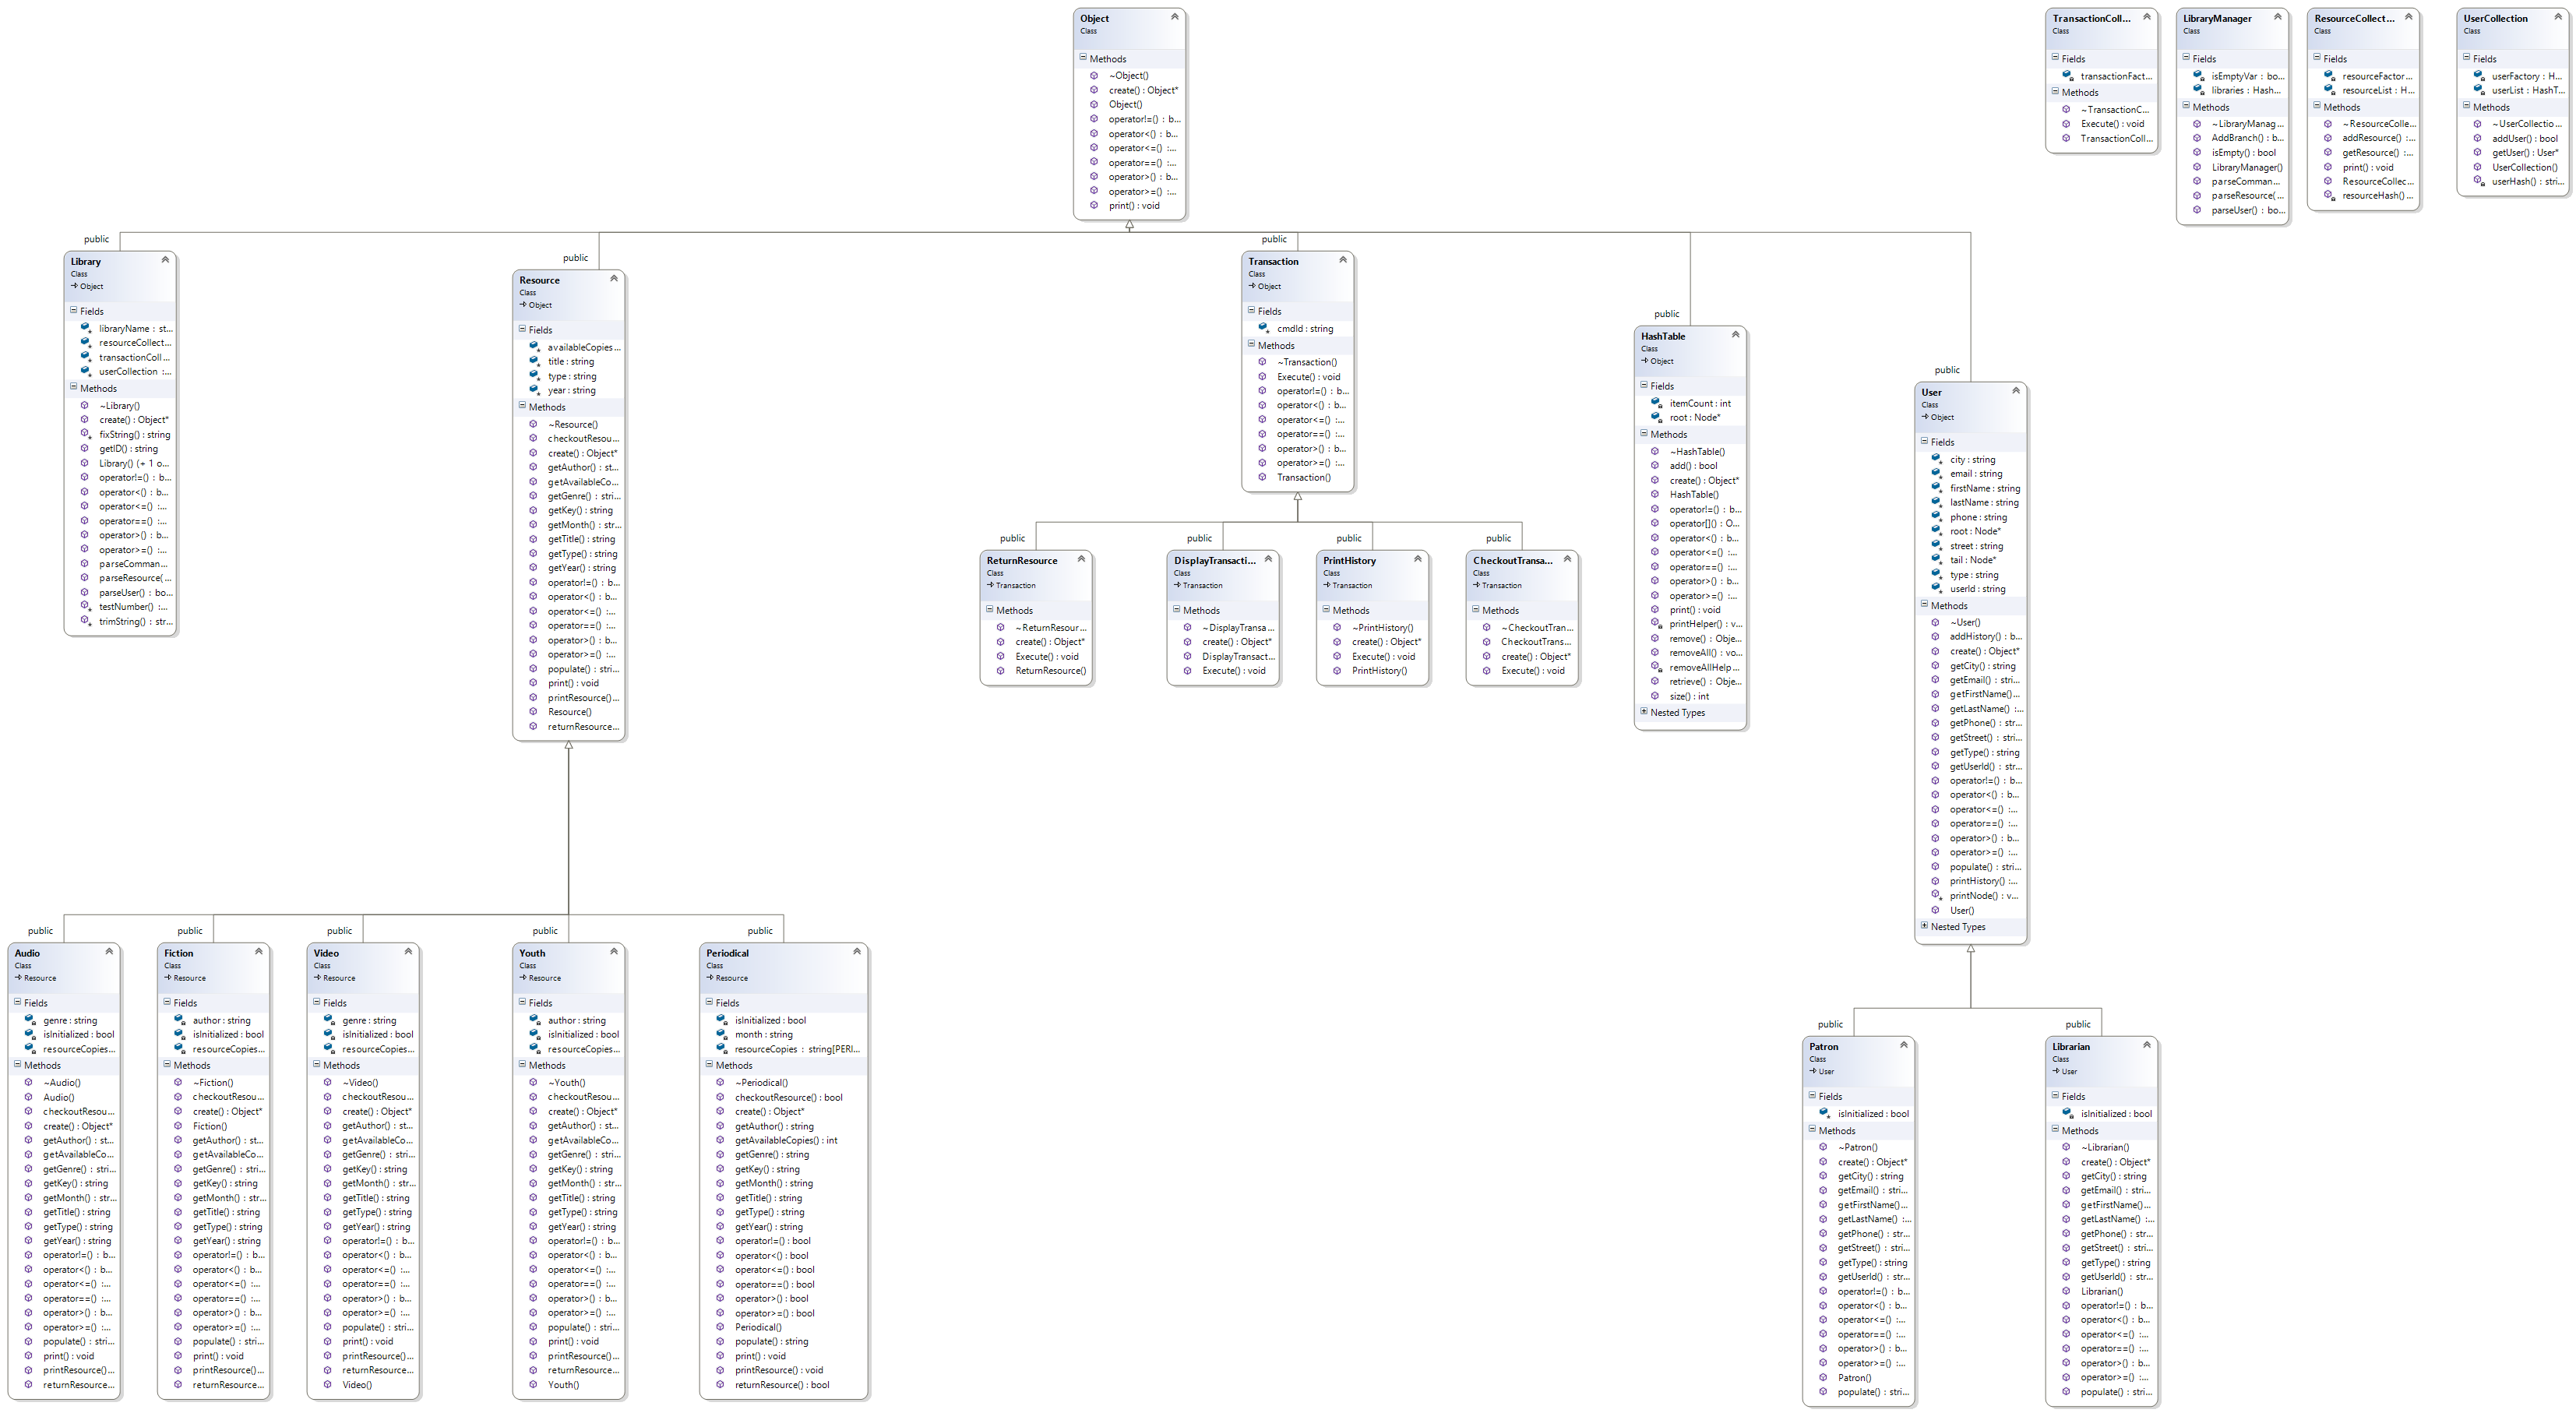 Object
Class
Methods
~Object()
create() : Object*
Object()
operator!=() : b...
operator<() : b...
operator<=() :...
operator==() :...
operator>() : b...
operator>=() :...
print() : void
TransactionColl...
Class
Fields
transactionFact...
Methods
~TransactionC...
Execute() : void
TransactionColl...
LibraryManager
Class
Fields
isEmptyVar : bo...
libraries : Hash...
Methods
~LibraryManag...
AddBranch() : b...
isEmpty() : bool
LibraryManager()
parseComman...
parseResource(...
parseUser() : bo...
ResourceCollect...
Class
Fields
resourceFactor...
resourceList : H...
Methods
~ResourceColle...
addResource() :...
getResource() :...
print() : void
ResourceCollec...
resourceHash()...
UserCollection
Class
Fields
userFactory : H...
userList : HashT...
Methods
~UserCollectio...
addUser() : bool
getUser() : User*
UserCollection()
userHash() : stri...
public
Library
Class
Object
Fields
libraryName : st...
resourceCollect...
transactionColl...
userCollection :...
Methods
~Library()
create() : Object*
fixString() : string
getID() : string
Library() (+ 1 o...
operator!=() : b...
operator<() : b...
operator<=() :...
operator==() :...
operator>() : b...
operator>=() :...
parseComman...
parseResource(...
parseUser() : bo...
testNumber() :...
trimString() : str...
public
Resource
Class
Object
Fields
availableCopies...
title : string
type : string
year : string
Methods
~Resource()
checkoutResou...
create() : Object*
getAuthor() : st...
getAvailableCo...
getGenre() : stri...
getKey() : string
getMonth() : str...
getTitle() : string
getType() : string
getYear() : string
operator!=() : b...
operator<() : b...
operator<=() :...
operator==() :...
operator>() : b...
operator>=() :...
populate() : stri...
print() : void
printResource()...
Resource()
returnResource...
public
Transaction
Class
Object
Fields
cmdId : string
Methods
~Transaction()
Execute() : void
operator!=() : b...
operator<() : b...
operator<=() :...
operator==() :...
operator>() : b...
operator>=() :...
Transaction()
public
HashTable
Class
Object
Fields
itemCount : int
root : Node*
Methods
~HashTable()
add() : bool
create() : Object*
HashTable()
operator!=() : b...
operator[]() : O...
operator<() : b...
operator<=() :...
operator==() :...
operator>() : b...
operator>=() :...
print() : void
printHelper() : v...
remove() : Obje...
removeAll() : vo...
removeAllHelp...
retrieve() : Obje...
size() : int
Nested Types
public
User
Class
Object
Fields
city : string
email : string
firstName : string
lastName : string
phone : string
root : Node*
street : string
tail : Node*
type : string
userId : string
Methods
~User()
addHistory() : b...
create() : Object*
getCity() : string
getEmail() : stri...
getFirstName()...
getLastName() :...
getPhone() : str...
getStreet() : stri...
getType() : string
getUserId() : str...
operator!=() : b...
operator<() : b...
operator<=() :...
operator==() :...
operator>() : b...
operator>=() :...
populate() : stri...
printHistory() :...
printNode() : v...
User()
Nested Types
public
ReturnResource
Class
Transaction
Methods
~ReturnResour...
create() : Object*
Execute() : void
ReturnResource()
public
DisplayTransacti...
Class
Transaction
Methods
~DisplayTransa...
create() : Object*
DisplayTransact...
Execute() : void
public
PrintHistory
Class
Transaction
Methods
~PrintHistory()
create() : Object*
Execute() : void
PrintHistory()
public
CheckoutTransa...
Class
Transaction
Methods
~CheckoutTran...
CheckoutTrans...
create() : Object*
Execute() : void
public
Audio
Class
Resource
Fields
genre : string
isInitialized : bool
resourceCopies...
Methods
~Audio()
Audio()
checkoutResou...
create() : Object*
getAuthor() : st...
getAvailableCo...
getGenre() : stri...
getKey() : string
getMonth() : str...
getTitle() : string
getType() : string
getYear() : string
operator!=() : b...
operator<() : b...
operator<=() :...
operator==() :...
operator>() : b...
operator>=() :...
populate() : stri...
print() : void
printResource()...
returnResource...
public
Fiction
Class
Resource
Fields
author : string
isInitialized : bool
resourceCopies...
Methods
~Fiction()
checkoutResou...
create() : Object*
Fiction()
getAuthor() : st...
getAvailableCo...
getGenre() : stri...
getKey() : string
getMonth() : str...
getTitle() : string
getType() : string
getYear() : string
operator!=() : b...
operator<() : b...
operator<=() :...
operator==() :...
operator>() : b...
operator>=() :...
populate() : stri...
print() : void
printResource()...
returnResource...
public
Video
Class
Resource
Fields
genre : string
isInitialized : bool
resourceCopies...
Methods
~Video()
checkoutResou...
create() : Object*
getAuthor() : st...
getAvailableCo...
getGenre() : stri...
getKey() : string
getMonth() : str...
getTitle() : string
getType() : string
getYear() : string
operator!=() : b...
operator<() : b...
operator<=() :...
operator==() :...
operator>() : b...
operator>=() :...
populate() : stri...
print() : void
printResource()...
returnResource...
Video()
public
Youth
Class
Resource
Fields
author : string
isInitialized : bool
resourceCopies...
Methods
~Youth()
checkoutResou...
create() : Object*
getAuthor() : st...
getAvailableCo...
getGenre() : stri...
getKey() : string
getMonth() : str...
getTitle() : string
getType() : string
getYear() : string
operator!=() : b...
operator<() : b...
operator<=() :...
operator==() :...
operator>() : b...
operator>=() :...
populate() : stri...
print() : void
printResource()...
returnResource...
Youth()
public
Periodical
Class
Resource
Fields
isInitialized : bool
month : string
resourceCopies : string[PERI...
Methods
~Periodical()
checkoutResource() : bool
create() : Object*
getAuthor() : string
getAvailableCopies() : int
getGenre() : string
getKey() : string
getMonth() : string
getTitle() : string
getType() : string
getYear() : string
operator!=() : bool
operator<() : bool
operator<=() : bool
operator==() : bool
operator>() : bool
operator>=() : bool
Periodical()
populate() : string
print() : void
printResource() : void
returnResource() : bool
public
Patron
Class
User
Fields
isInitialized : bool
Methods
~Patron()
create() : Object*
getCity() : string
getEmail() : stri...
getFirstName()...
getLastName() :...
getPhone() : str...
getStreet() : stri...
getType() : string
getUserId() : str...
operator!=() : b...
operator<() : b...
operator<=() :...
operator==() :...
operator>() : b...
operator>=() :...
Patron()
populate() : stri...
public
Librarian
Class
User
Fields
isInitialized : bool
Methods
~Librarian()
create() : Object*
getCity() : string
getEmail() : stri...
getFirstName()...
getLastName() :...
getPhone() : str...
getStreet() : stri...
getType() : string
getUserId() : str...
Librarian()
operator!=() : b...
operator<() : b...
operator<=() :...
operator==() :...
operator>() : b...
operator>=() :...
populate() : stri...